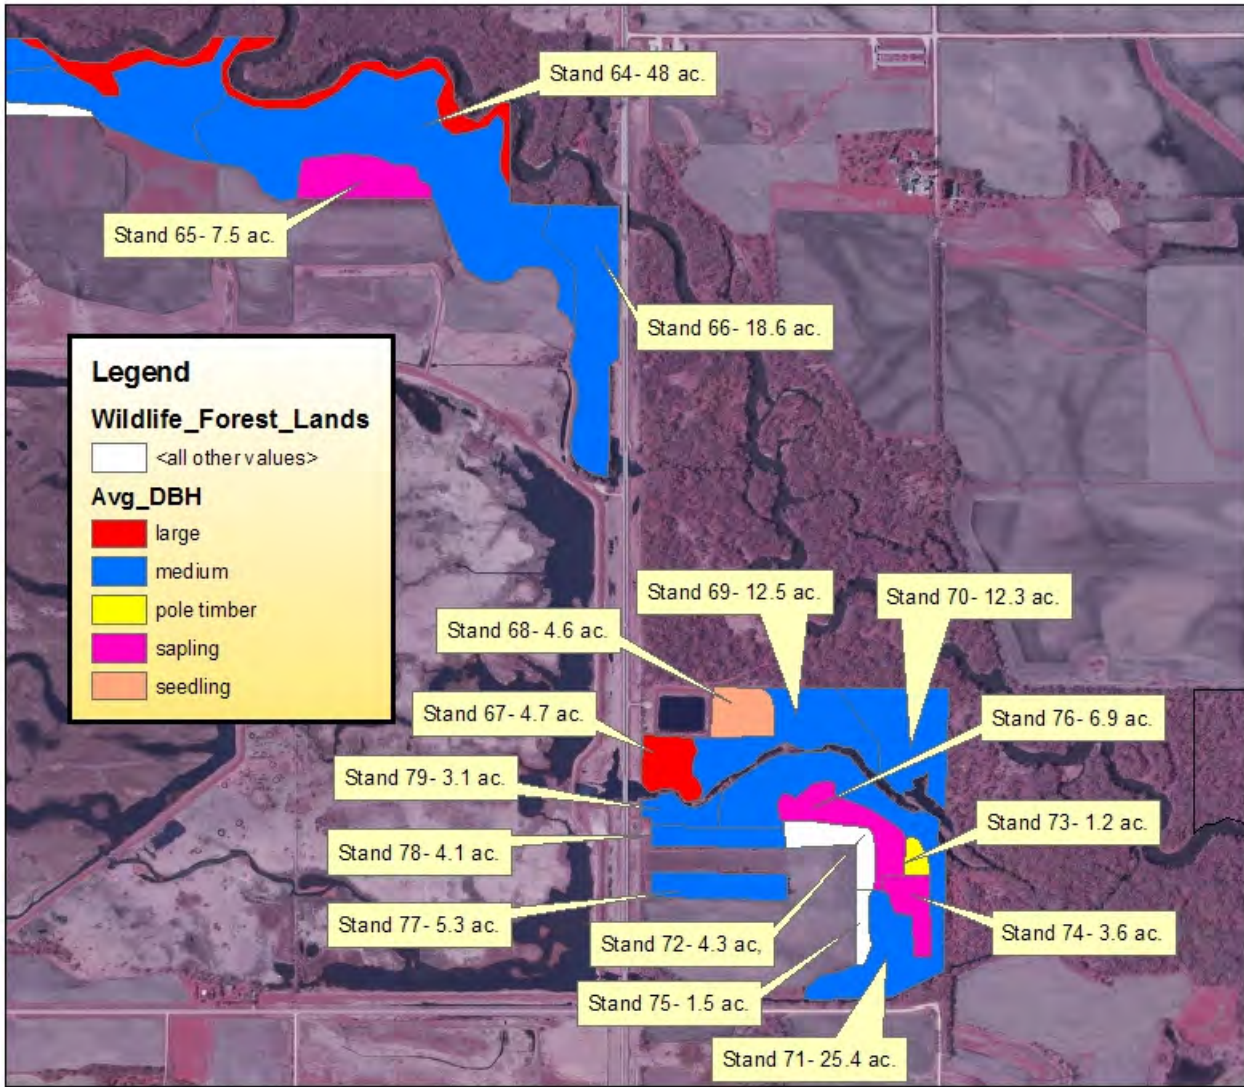 Stand 64- 48 ac.
Stand 65- 7.5 ac.
Stand 66- 18.6 ac.
Legend
Wildlife_Forest_Lands
<all other values>
Avg_DBH
large
medium
pole timber
sapling
seedling
Stand 69- 12.5 ac.
Stand 70- 12.3 ac.
Stand 68- 4.6 ac.
Stand 67- 4.7 ac.
Stand 76- 6.9 ac.
Stand 79- 3.1 ac.
Stand 73- 1.2 ac.
Stand 78- 4.1 ac.
Stand 77- 5.3 ac.
Stand 72- 4.3 ac,
Stand 74- 3.6 ac.
Stand 75- 1.5 ac.
Stand 71- 25.4 ac.